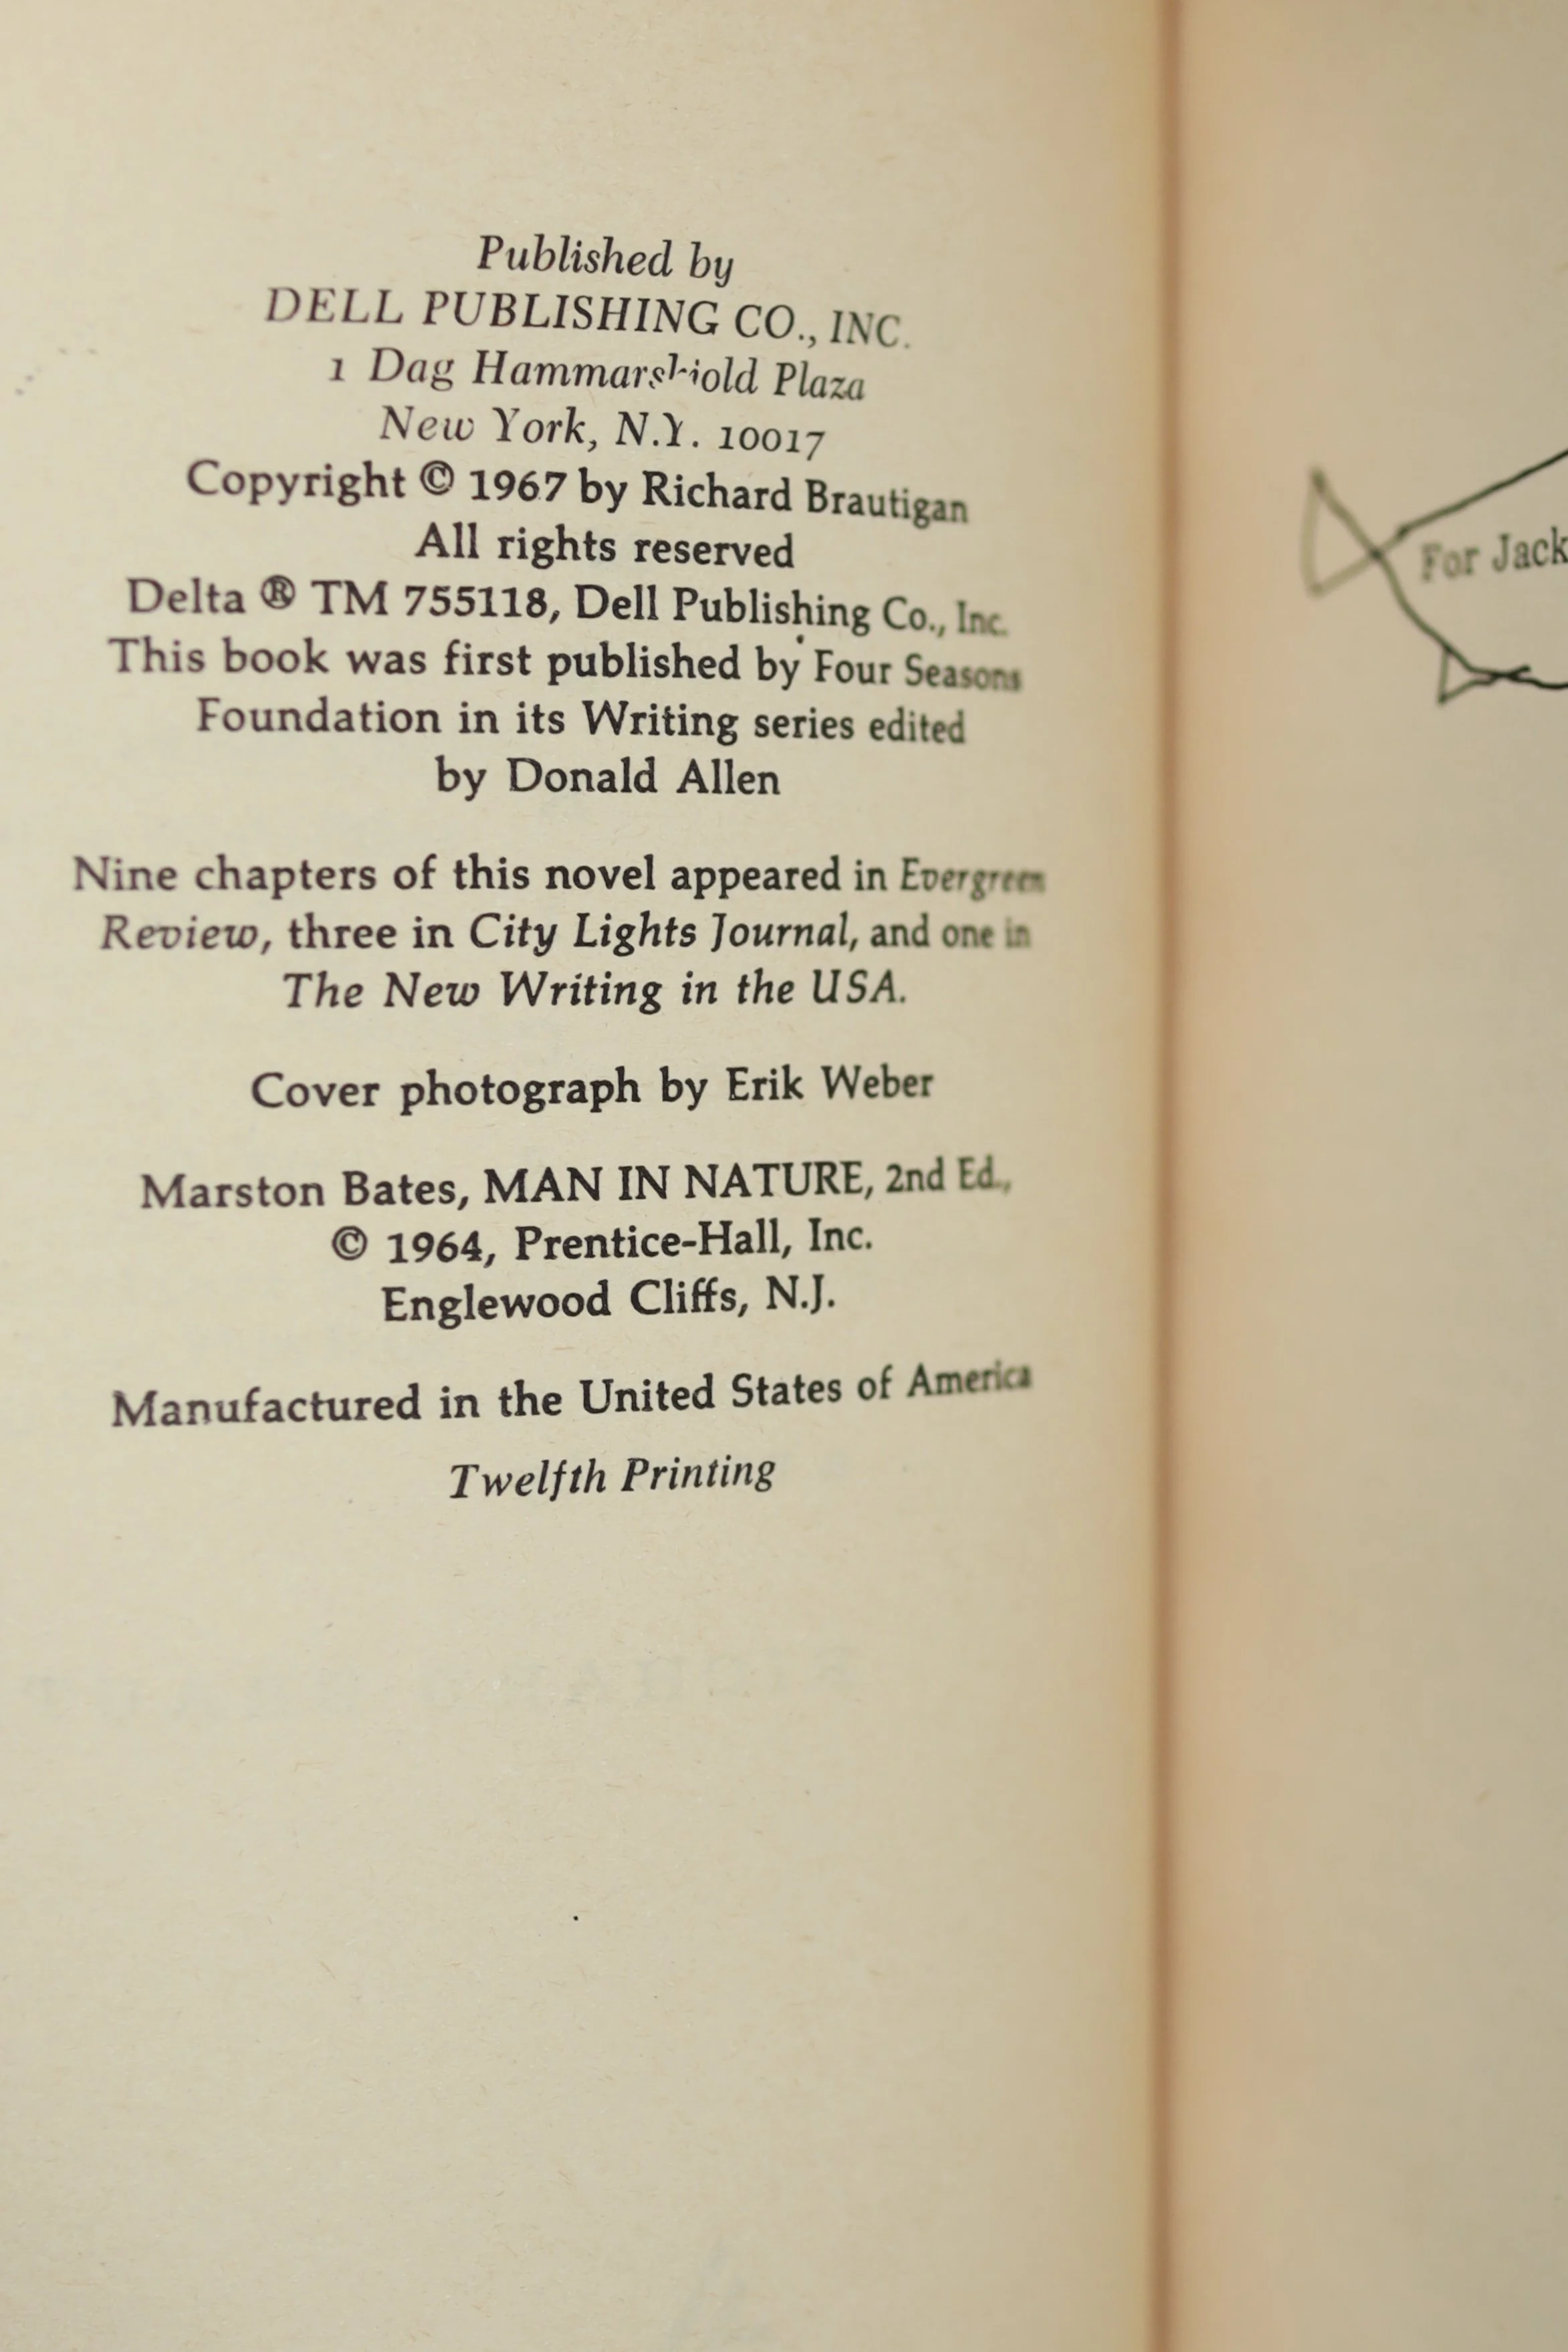 Published by
DELL PUBLISHING CO., INC.
1 Dag Hammarskjold Plaza
New York, N.Y. 10017
Copyright © 1967 by Richard Brautigan
All rights reserved
Delta ® TM 755118, Dell Publishing Co., Inc.
This book was first published by Four Seasons
Foundation in its Writing series edited
by Donald Allen
Nine chapters of this novel appeared in Evergreen
Review, three in City Lights Journal, and one in
The New Writing in the USA.
Cover photograph by Erik Weber
Marston Bates, MAN IN NATURE, 2nd Ed.,
© 1964, Prentice-Hall, Inc.
Englewood Cliffs, N.J.
Manufactured in the United States of America
Twelfth Printing
For Jack